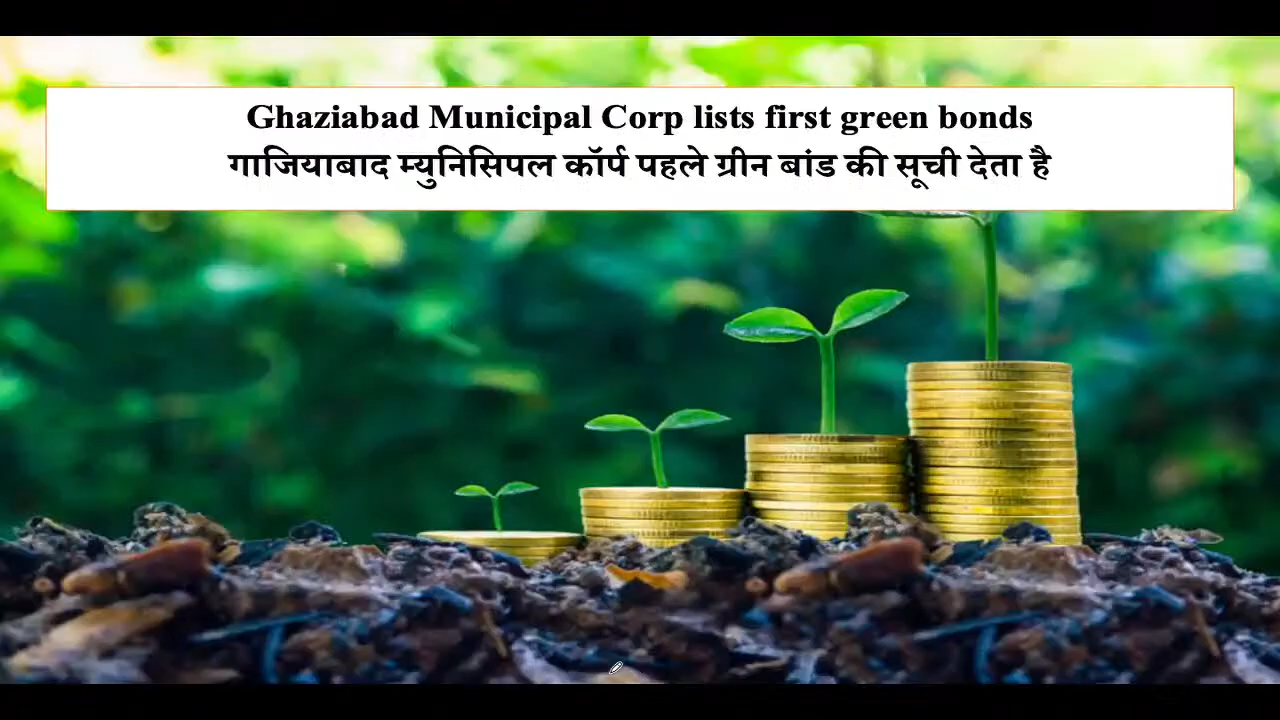 Ghaziabad Municipal Corp lists first green bonds
गाजियाबाद म्युनिसिपल कॉर्प पहले ग्रीन बांड की सूची देता है